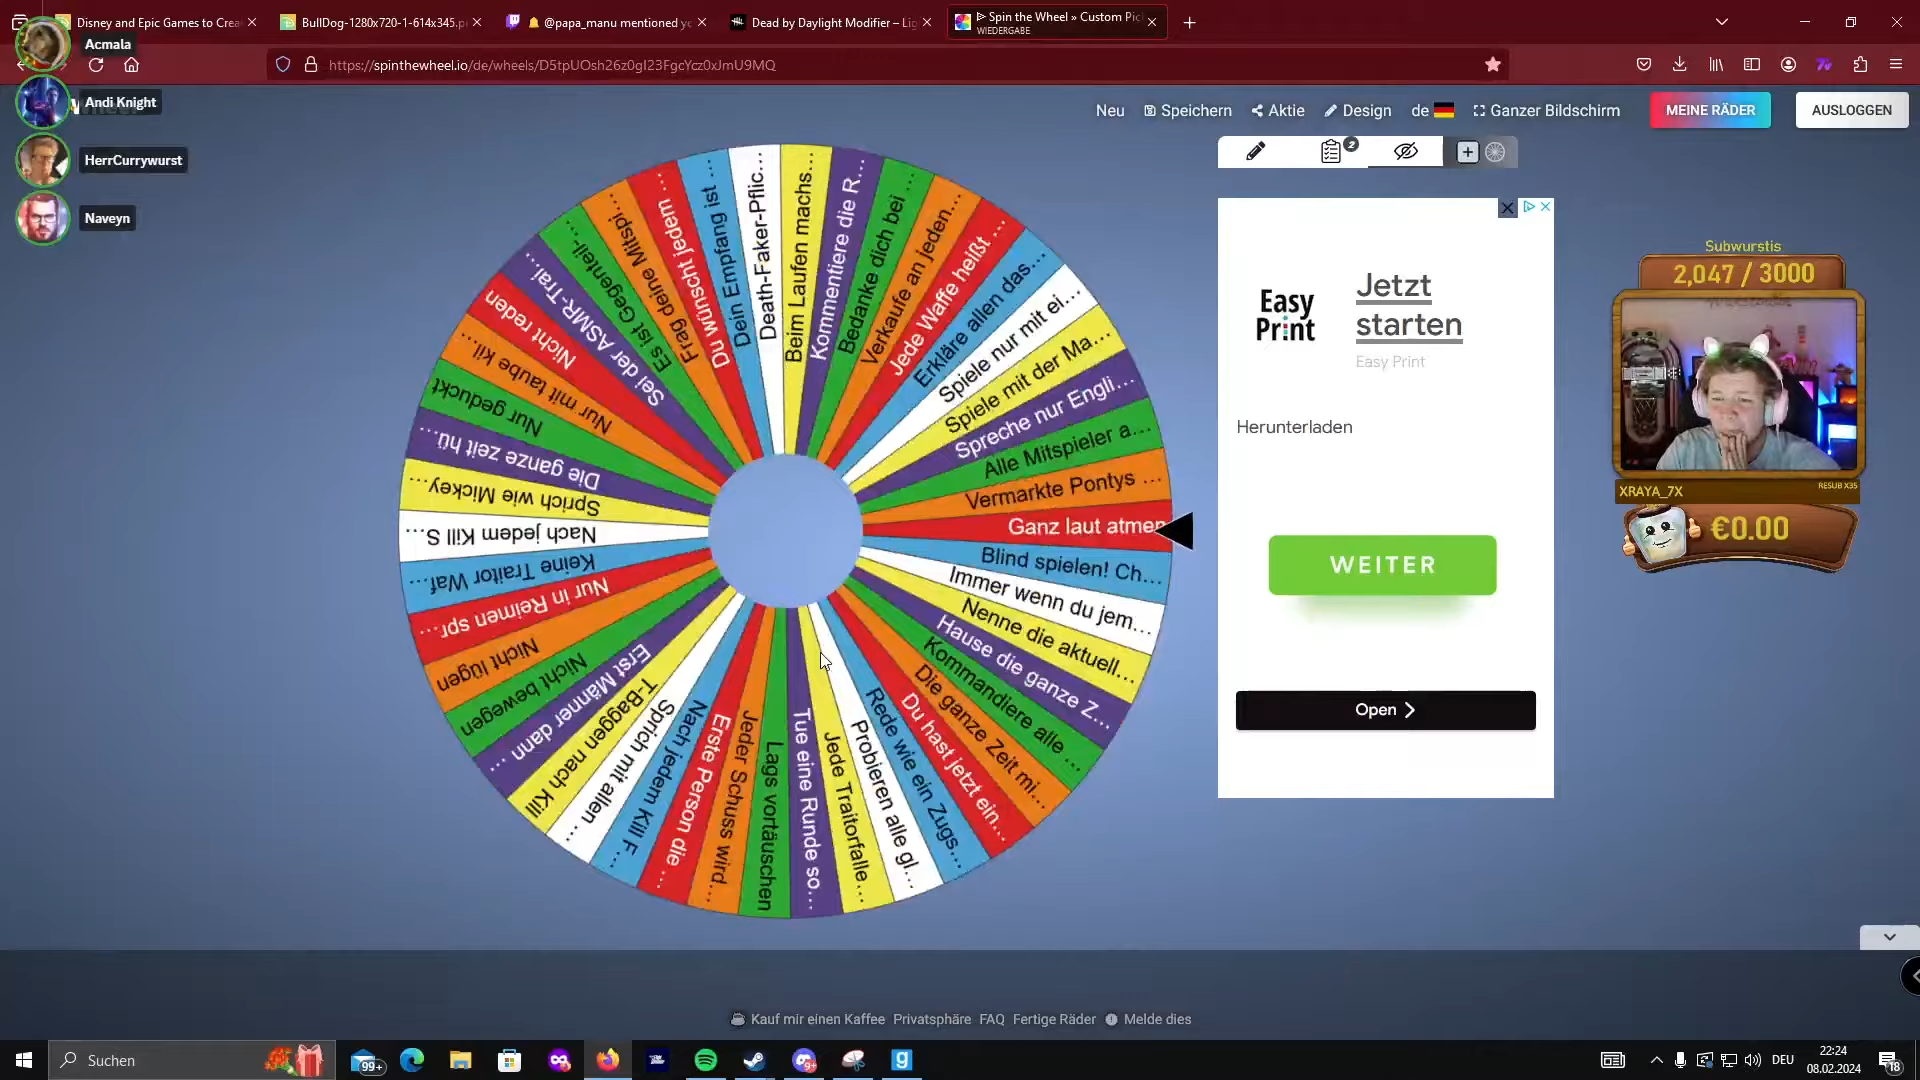 Disney and Epic Games to Crea
BullDog-1280x720-1-614x345.p
@papa_manu mentioned y
Dead by Daylight Modifier – Lig
Spin the Wheel » Custom Pic
WIEDERGABE
Acmala
https://spinthewheel.io/de/wheels/D5tpUOsh26z0gI23FgcYcz0xJmU9MQ
Andi Knight
Neu
Speichern
Aktie
Design
de
Ganzer Bildschirm
MEINE RÄDER
AUSLOGGEN
HerrCurrywurst
Naveyn
2
Beim Laufen machs...
Kommentiere die R...
Bedanke dich bei ...
Verkaufe an jeden...
Jede Waffe heißt ...
Erkläre allen das...
Spiele nur mit ei...
Spiele mit der Ma...
Spreche nur Engli...
Alle Mitspieler a...
Vermarkte Pontys ...
Ganz laut atmen
Blind spielen! Ch...
Immer wenn du jem...
Nenne die aktuell...
Hause die ganze Z...
Kommandiere alle ...
Die ganze Zeit mi...
Du hast jetzt ein...
Rede wie ein Zugs...
Probieren alle gl...
Jede Traitorfalle...
Tue eine Runde so...
Lags vortäuschen
Jeder Schuss wird...
Erste Person die ...
Nach jedem Kill F...
Sprich mit allen ...
T-Baggen nach Kill
Erst Männer dann ...
Nicht bewegen
Nicht lügen
Nur in Reimen spr...
Keine Traitor Waf...
Nach jedem Kill S...
Sprich wie Mickey...
Die ganze zeit hü...
Nur geduckt
Nur mit taube kil...
Nicht reden
Sei der ASMR-Trai...
Es ist Gegenteil-...
Frag deine Mitspi...
Du wünscht jedem ...
Dein Empfang ist ...
Death-Faker-Pflic...
Easy
Print
Jetzt
starten
Easy Print
Herunterladen
WEITER
Open
Subwurstis
2,047 / 3000
XRAYA_7X
RESUB X35
€0.00
Kauf mir einen Kaffee
Privatsphäre
FAQ
Fertige Räder
Melde dies
Suchen
99+
9+
DEU
22:24
08.02.2024
18